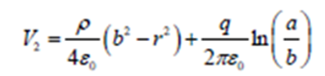 V₂ = ρ/4ε₀ (b² − r²) + q/2πε₀ ln(a/b)